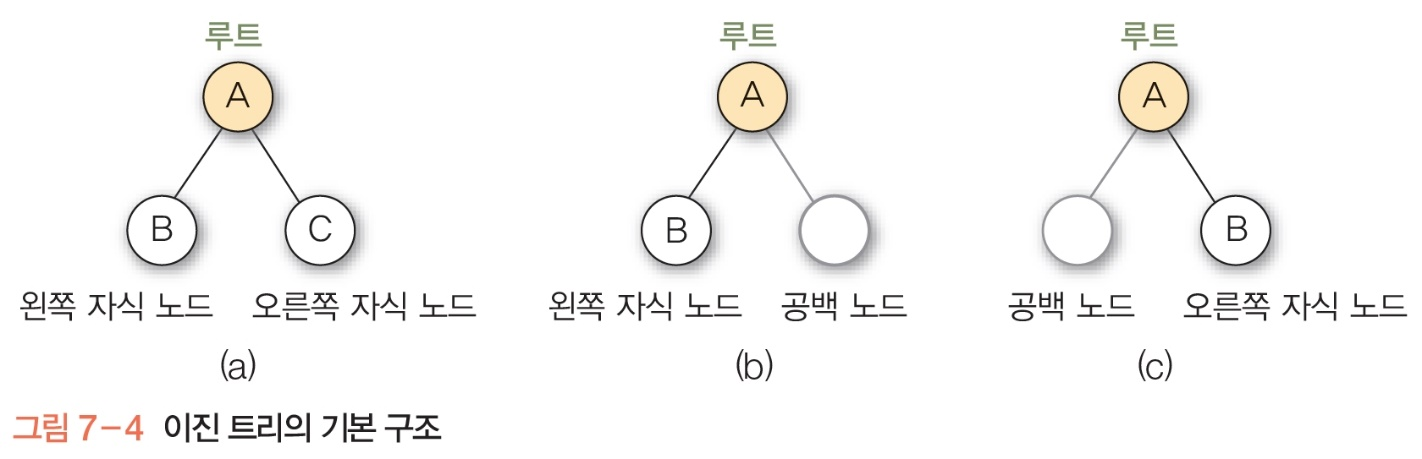 루트 루트 루트
A A A
B C B B
왼쪽 자식 노드 오른쪽 자식 노드 왼쪽 자식 노드 공백 노드 공백 노드 오른쪽 자식 노드
(a) (b) (c)
그림 7-4 이진 트리의 기본 구조